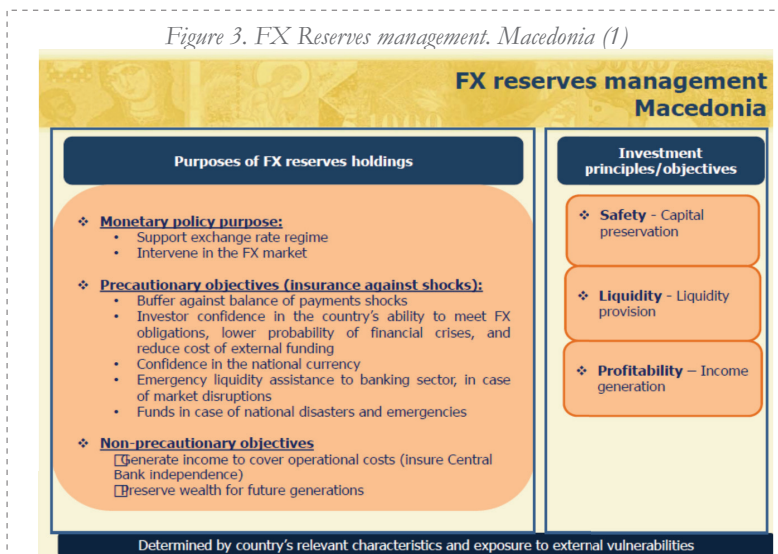 Figure 3. FX Reserves management. Macedonia (1)
FX reserves management
Macedonia
Purposes of FX reserves holdings
❖ Monetary policy purpose:
• Support exchange rate regime
• Intervene in the FX market
❖ Precautionary objectives (insurance against shocks):
• Buffer against balance of payments shocks
• Investor confidence in the country's ability to meet FX
obligations, lower probability of financial crises, and
reduce cost of external funding
• Confidence in the national currency
• Emergency liquidity assistance to banking sector, in case
of market disruptions
• Funds in case of national disasters and emergencies
❖ Non-precautionary objectives
Generate income to cover operational costs (insure Central
Bank independence)
Preserve wealth for future generations
Investment
principles/objectives
❖ Safety - Capital
preservation
❖ Liquidity - Liquidity
provision
❖ Profitability – Income
generation
Determined by country's relevant characteristics and exposure to external vulnerabilities